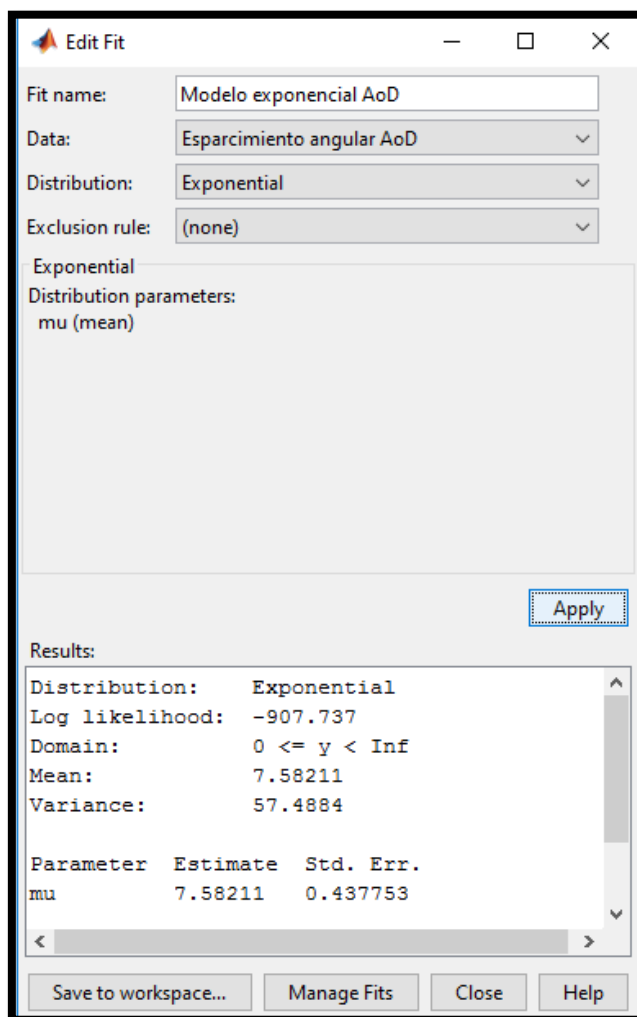 Edit Fit
Fit name: Modelo exponencial AoD
Data: Esparcimiento angular AoD
Distribution: Exponential
Exclusion rule: (none)
Exponential
Distribution parameters:
mu (mean)
Apply
Results:
Distribution: Exponential
Log likelihood: -907.737
Domain: 0 <= y < Inf
Mean: 7.58211
Variance: 57.4884
Parameter Estimate Std. Err.
mu 7.58211 0.437753
Save to workspace... Manage Fits Close Help